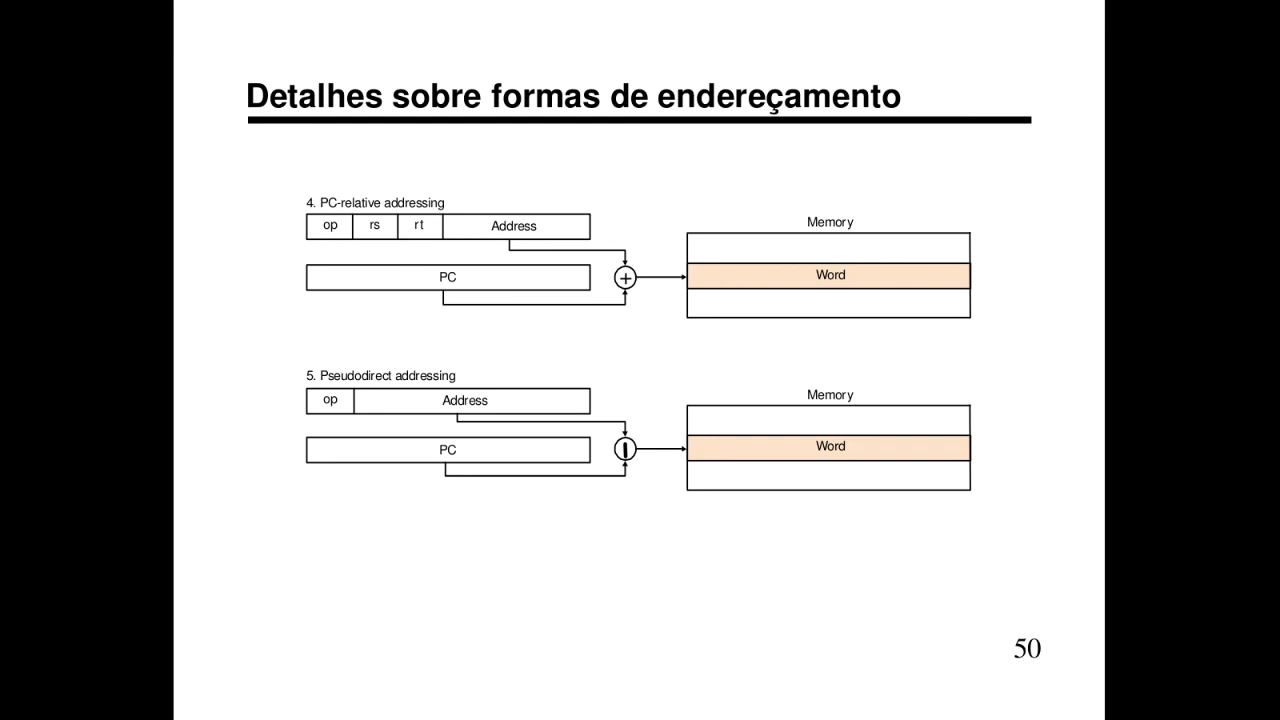 Detalhes sobre formas de endereçamento
4. PC-relative addressing
op rs rt Address
Memory
PC
+
Word
5. Pseudodirect addressing
op Address
Memory
PC
Word
50